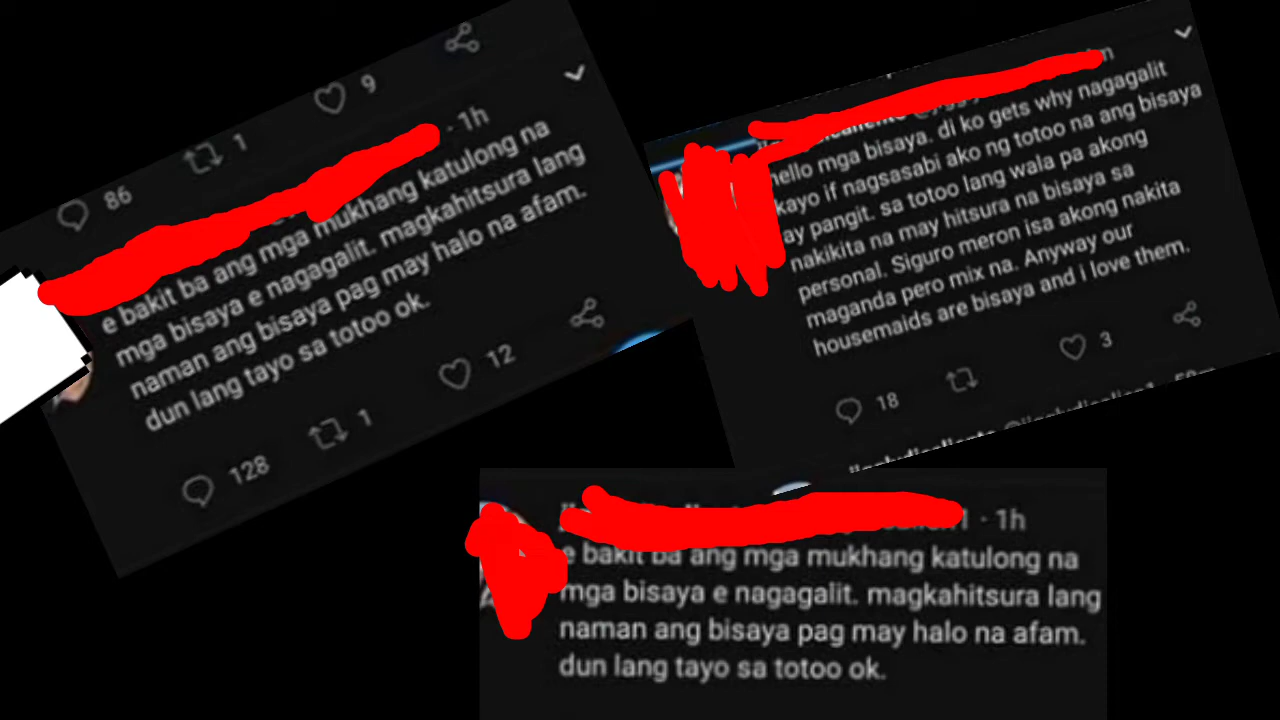 9
1
86
· 1h
e bakit ba ang mga mukhang katulong na
mga bisaya e nagagalit. magkahitsura lang
naman ang bisaya pag may halo na afam.
dun lang tayo sa totoo ok.
128
1
12
hello mga bisaya. di ko gets why nagagalit
kayo if nagsasabi ako ng totoo na ang bisaya
ay pangit. sa totoo lang wala pa akong
nakikita na may hitsura na bisaya sa
personal. Siguro meron isa akong nakita
maganda pero mix na. Anyway our
housemaids are bisaya and i love them.
18
3
· 1h
e bakit ba ang mga mukhang katulong na
mga bisaya e nagagalit. magkahitsura lang
naman ang bisaya pag may halo na afam.
dun lang tayo sa totoo ok.